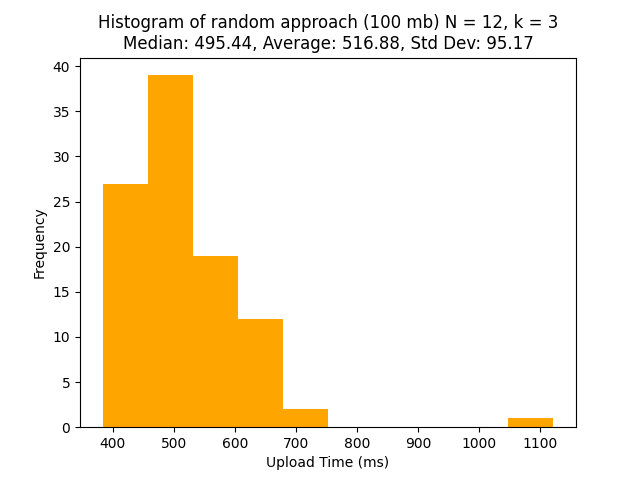 Histogram of random approach (100 mb) N = 12, k = 3
Median: 495.44, Average: 516.88, Std Dev: 95.17
40
35
30
25
20
15
10
5
0
Frequency
400 500 600 700 800 900 1000 1100
Upload Time (ms)